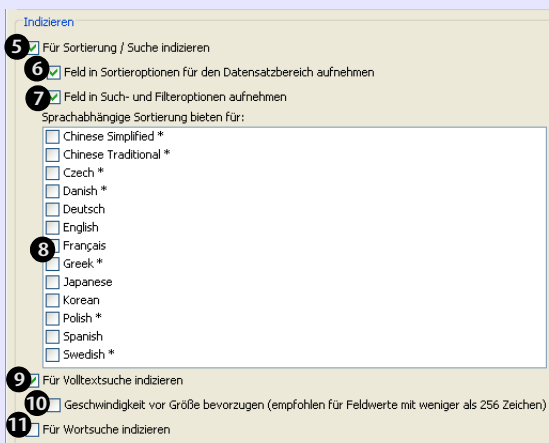 Indizieren
5 Für Sortierung / Suche indizieren
6 Feld in Sortieroptionen für den Datensatzbereich aufnehmen
7 Feld in Such- und Filteroptionen aufnehmen
Sprachabhängige Sortierung bieten für:
Chinese Simplified *
Chinese Traditional *
Czech *
Danish *
Deutsch
English
8 Français
Greek *
Japanese
Korean
Polish *
Spanish
Swedish *
9 Für Volltextsuche indizieren
10 Geschwindigkeit vor Größe bevorzugen (empfohlen für Feldwerte mit weniger als 256 Zeichen)
11 Für Wortsuche indizieren